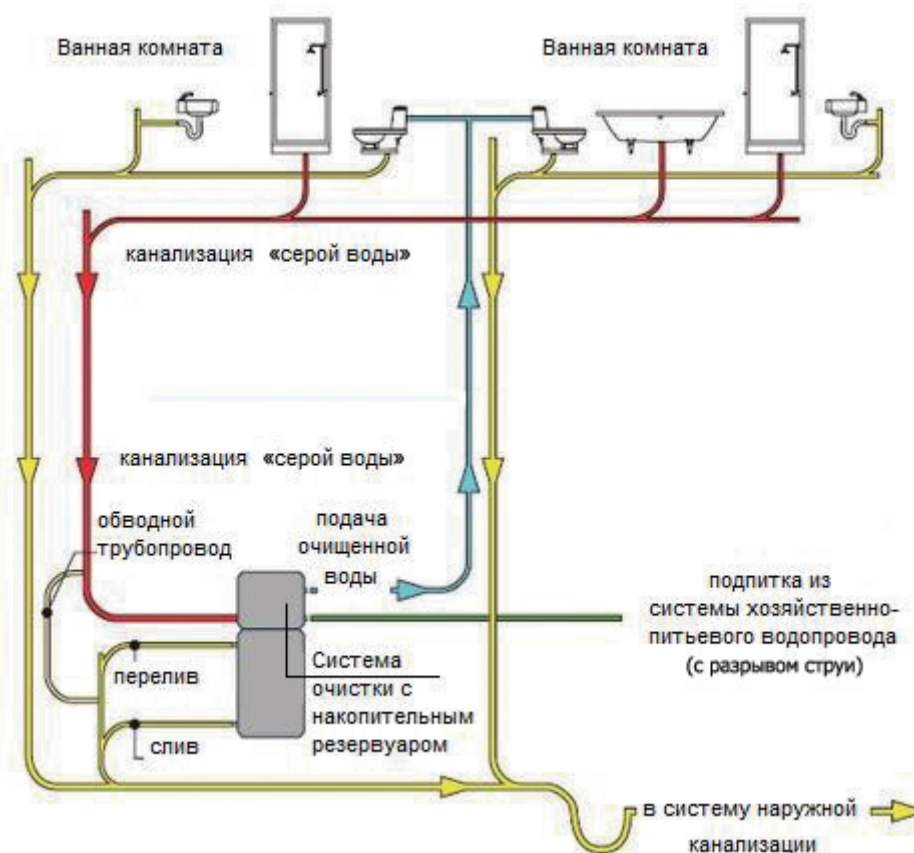 Ванная комната
Ванная комната
канализация «серой воды»
канализация «серой воды»
обводной
трубопровод
подача
очищенной
воды
подпитка из
системы хозяйственно-
питьевого водопровода
(с разрывом струи)
перелив
Система
очистки с
накопительным
резервуаром
слив
в систему наружной
канализации